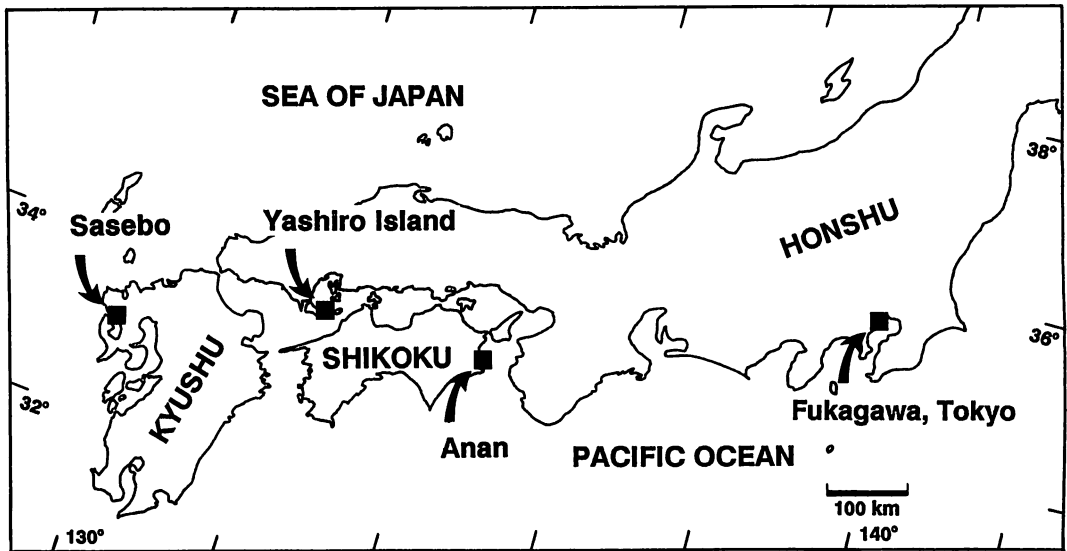 SEA OF JAPAN
38°
34°
Sasebo
Yashiro Island
HONSHU
36°
SHIKOKU
KYUSHU
32°
Fukagawa, Tokyo
Anan
PACIFIC OCEAN
100 km
130°
140°